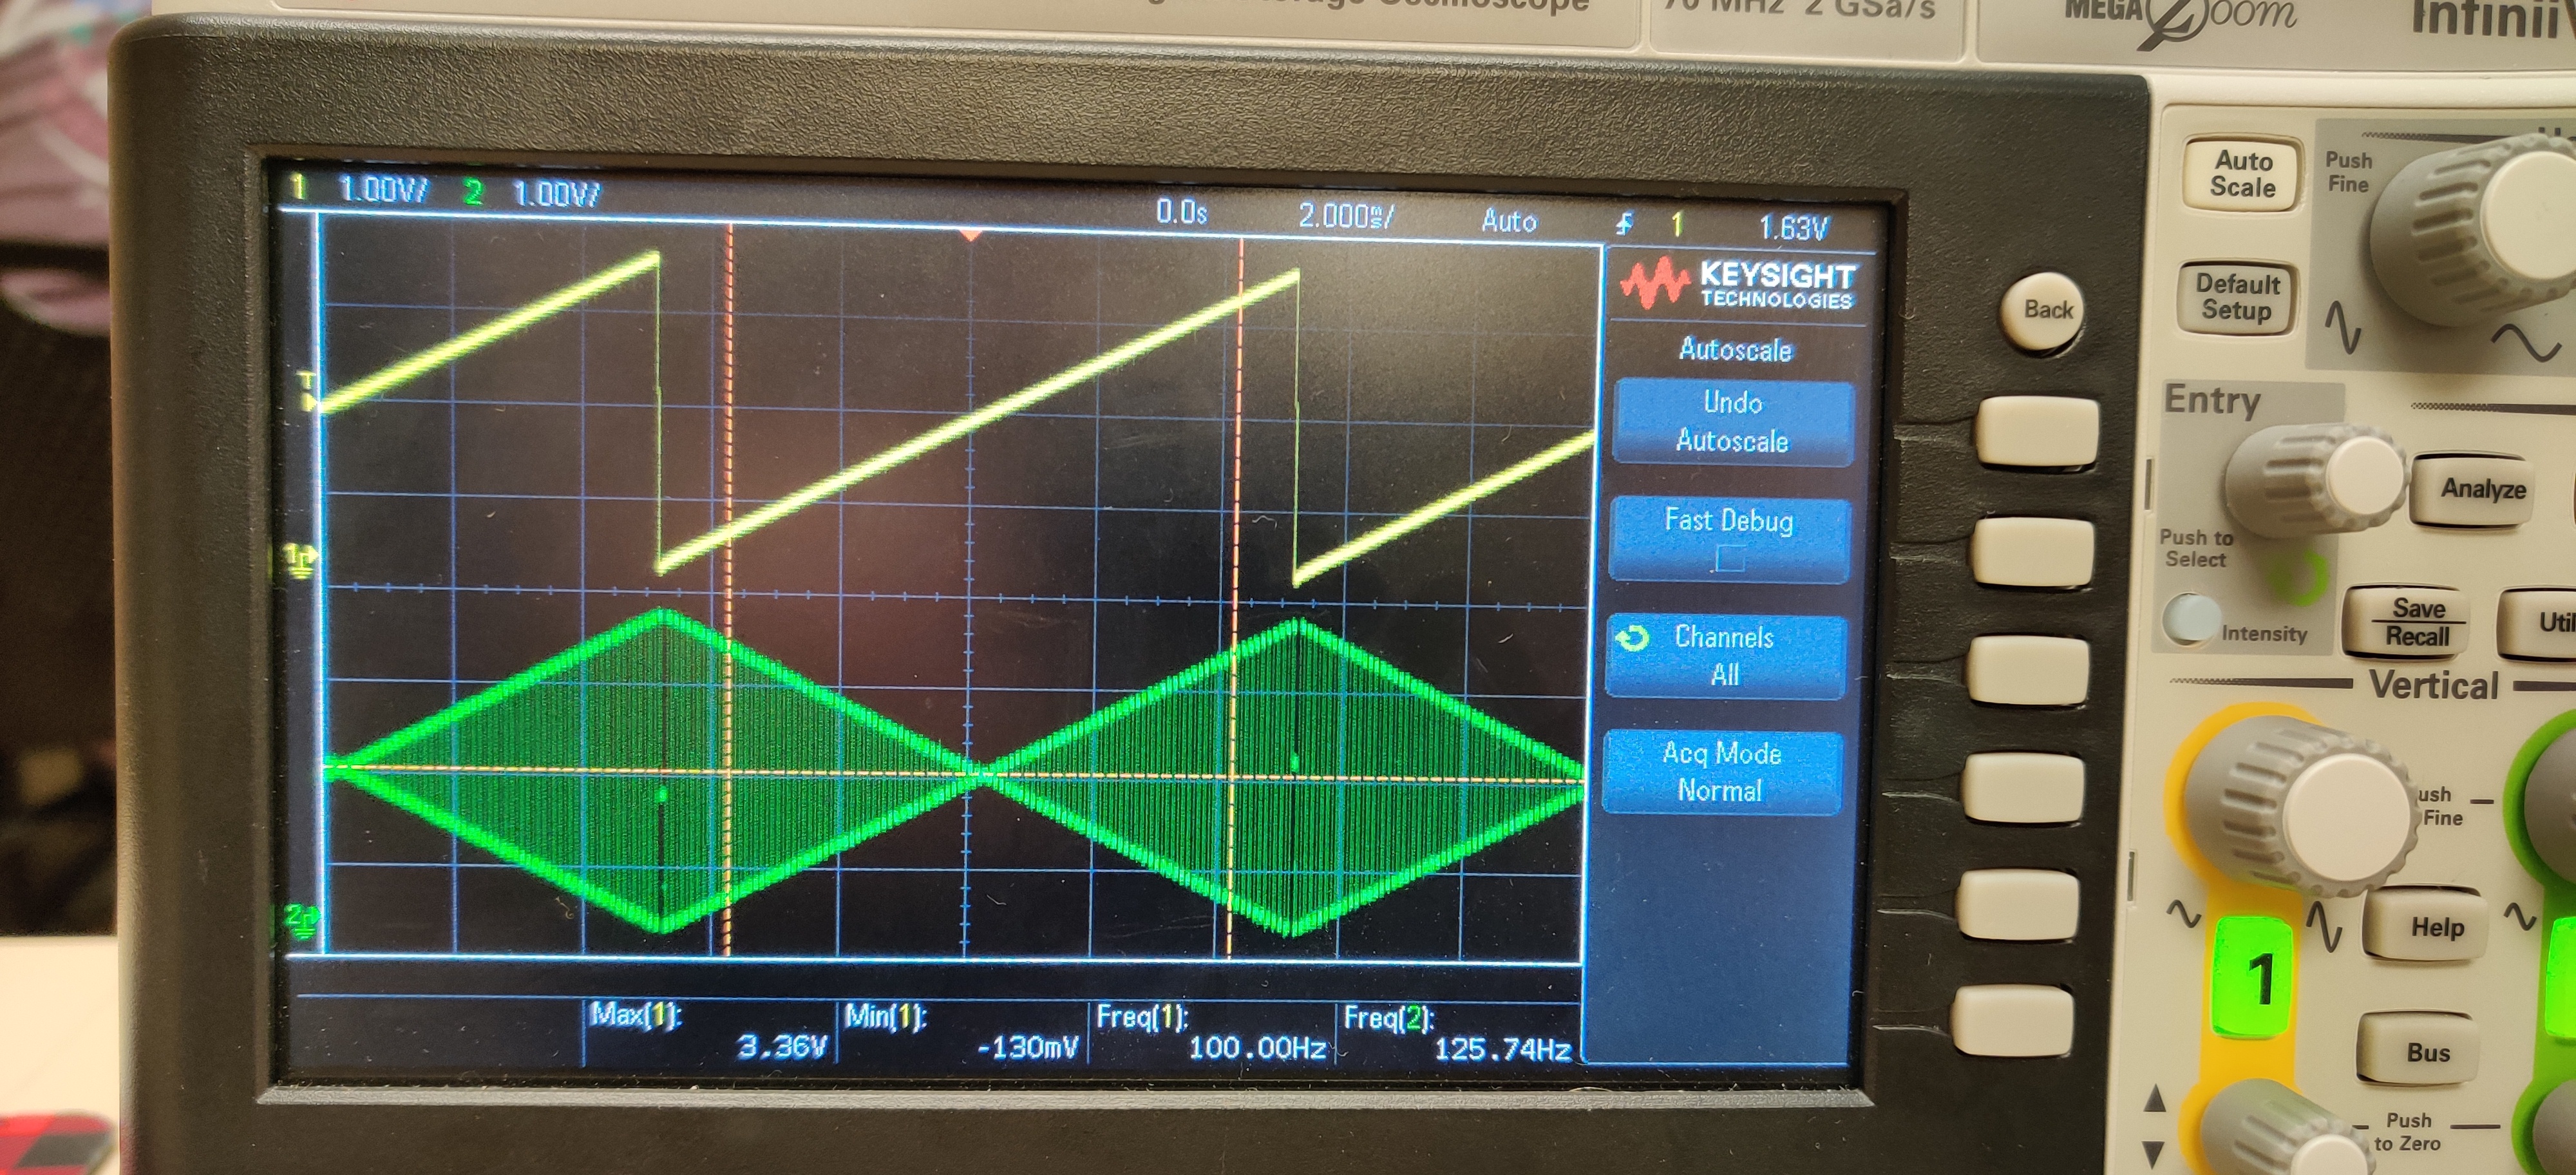 Oscilloscope 70 MHz 2 GSa/s MEGA Zoom Infinii
1 1.00V/ 2 1.00V/ 0.0s 2.000ms/ Auto 1 1.63V
KEYSIGHT
TECHNOLOGIES
Autoscale
Undo
Autoscale
Fast Debug
Channels
All
Acq Mode
Normal
T
1
2
Max(1):
3.36V
Min(1):
-130mV
Freq(1):
100.00Hz
Freq(2):
125.74Hz
Back
Auto
Scale
Push
Fine
Default
Setup
Entry
Push to
Select
Analyze
Intensity
Save
Recall
Util
Vertical
ush
Fine
1
Help
Bus
Push
to Zero